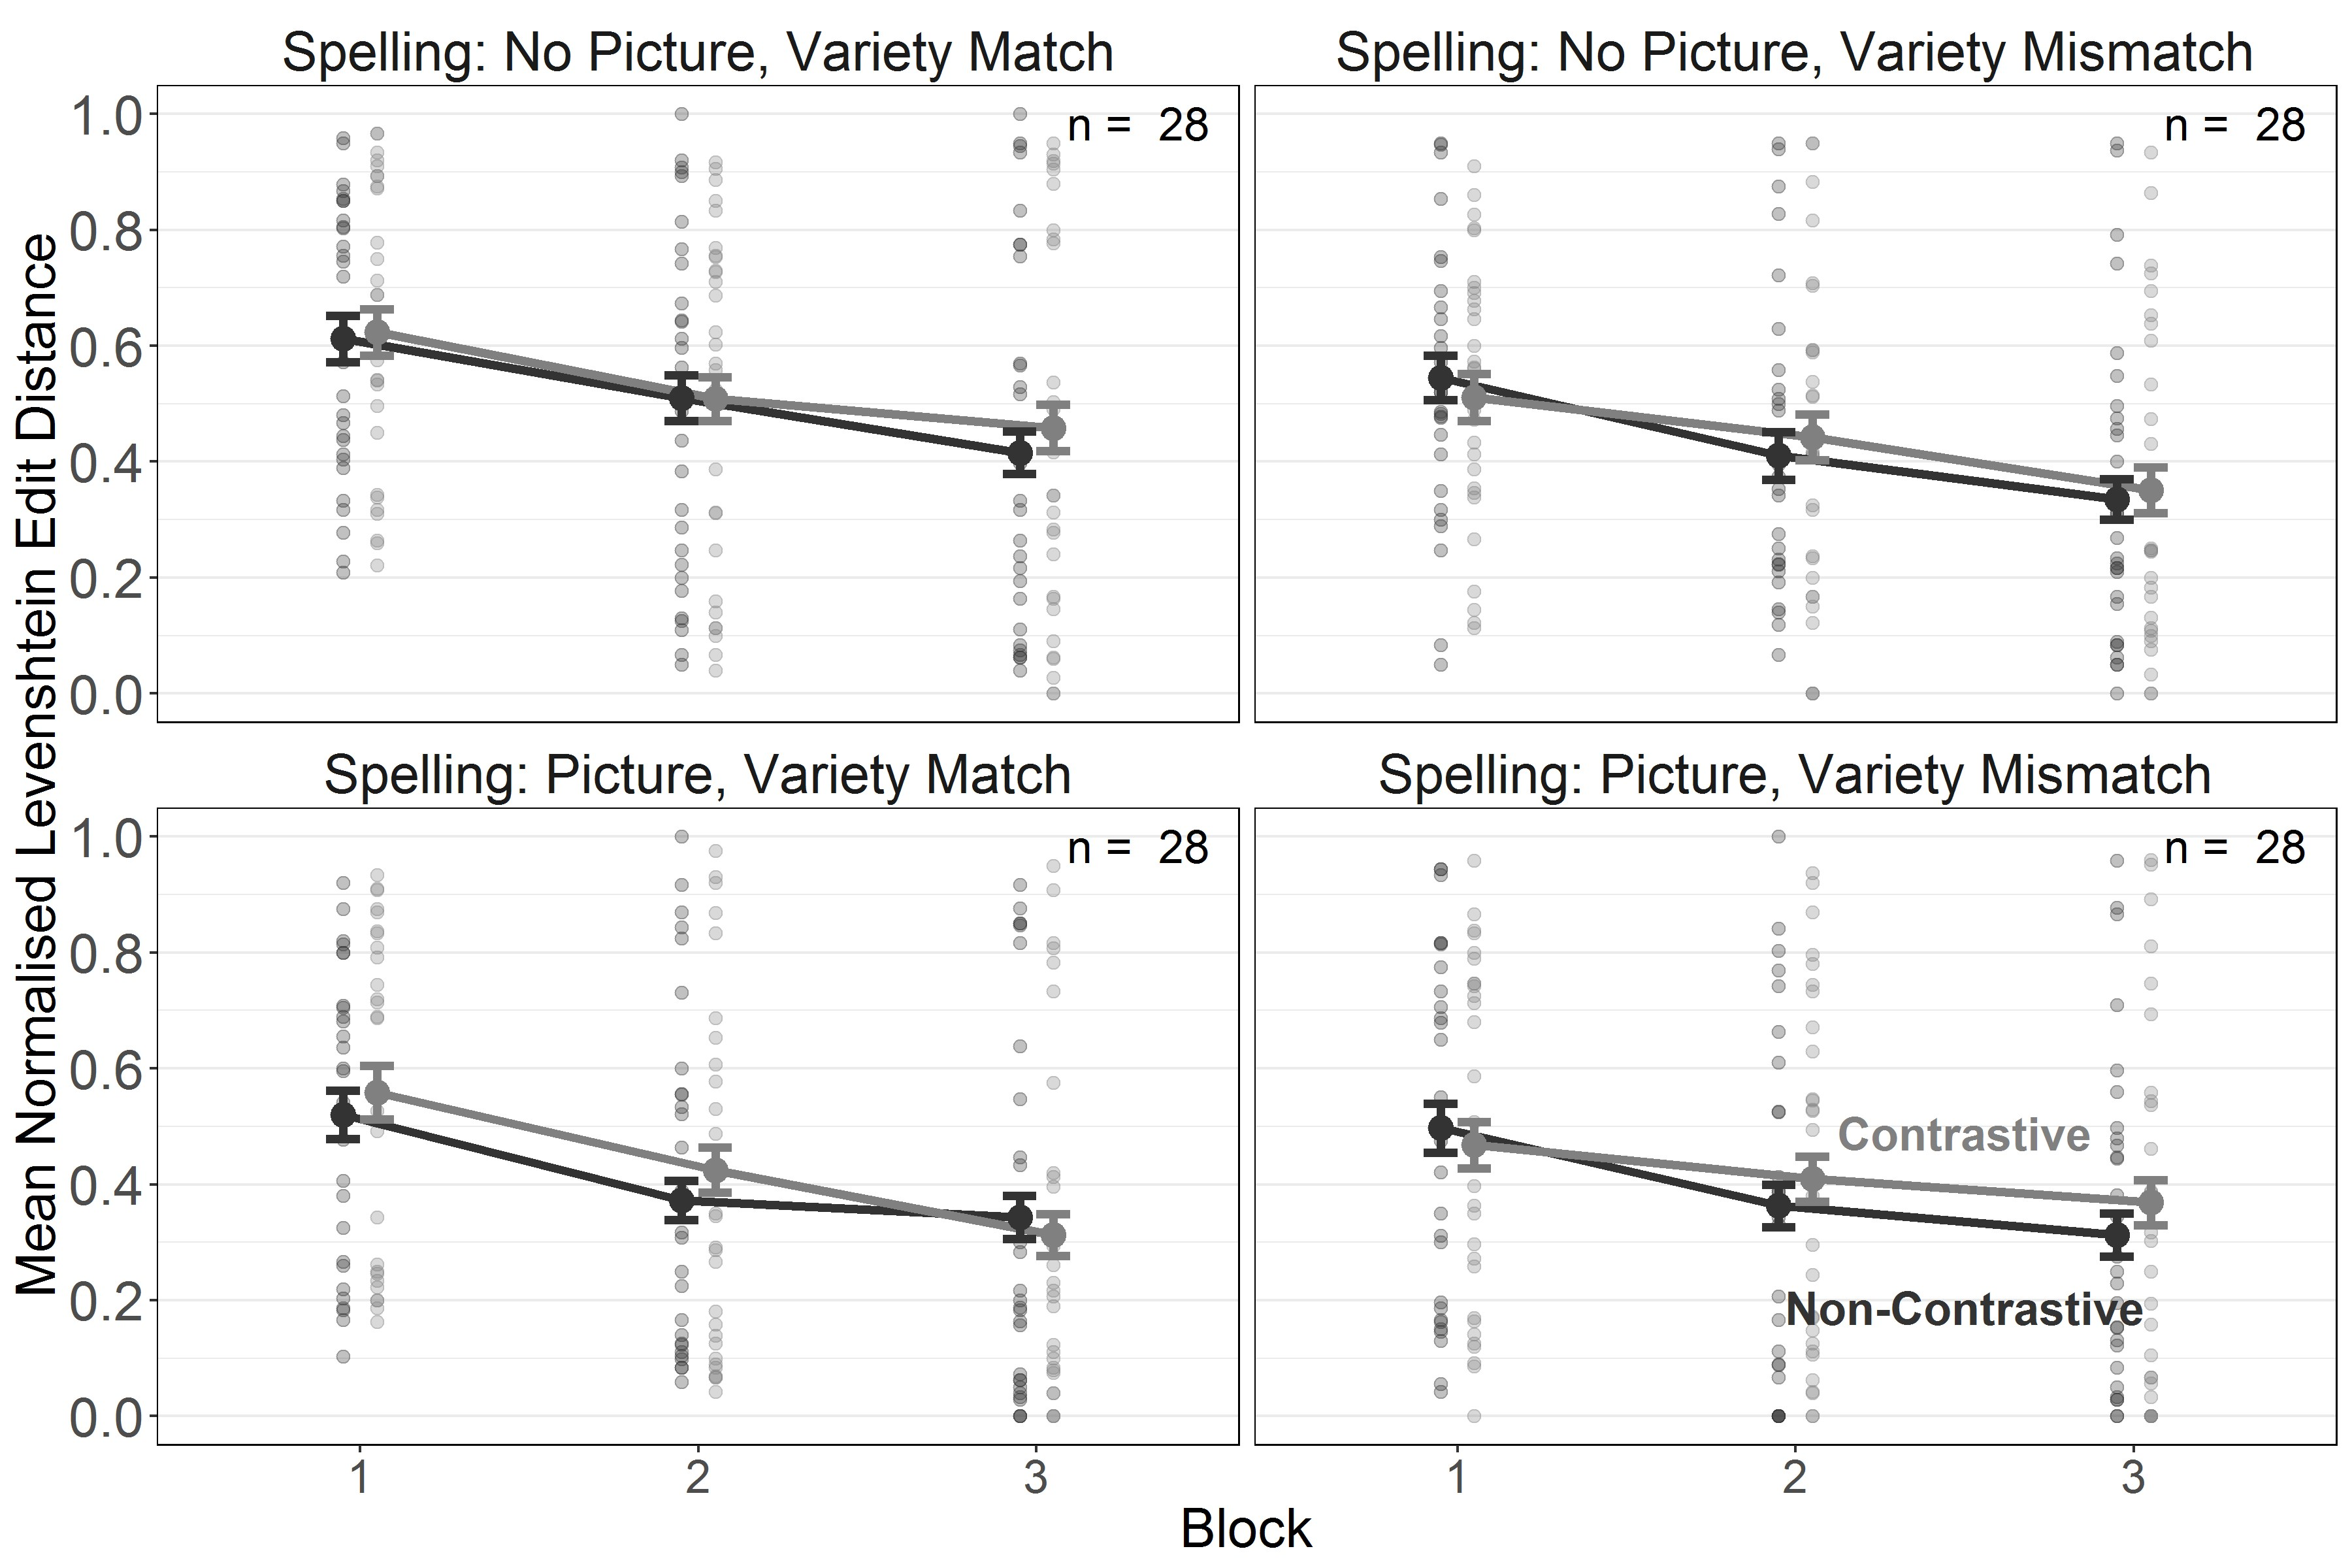 Mean Normalised Levenshtein Edit Distance
Spelling: No Picture, Variety Match
Spelling: No Picture, Variety Mismatch
1.0
0.8
0.6
0.4
0.2
0.0
n = 28
n = 28
Spelling: Picture, Variety Match
Spelling: Picture, Variety Mismatch
1.0
0.8
0.6
0.4
0.2
0.0
n = 28
n = 28
Contrastive
Non-Contrastive
1 2 3
1 2 3
Block